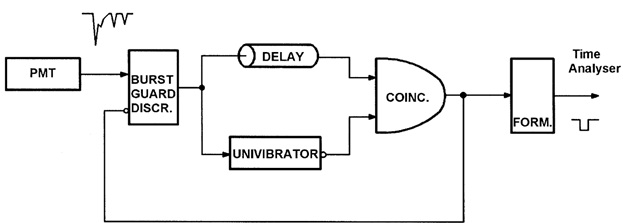 PMT
BURST
GUARD
DISCR.
DELAY
UNIVIBRATOR
COINC.
FORM.
Time
Analyser